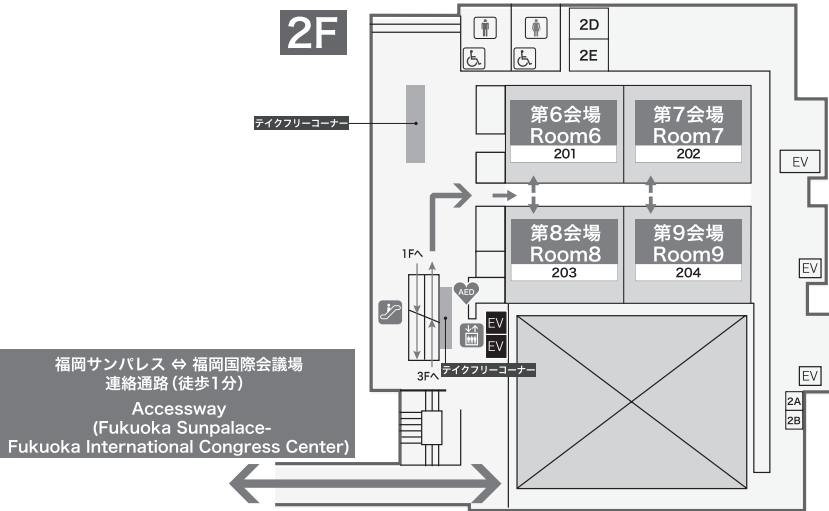 2F
2D
2E
テイクフリーコーナー
第6会場
Room6
201
第7会場
Room7
202
EV
第8会場
Room8
203
第9会場
Room9
204
1Fへ
EV
AED
EV
EV
テイクフリーコーナー
3Fへ
EV
2A
2B
福岡サンパレス ⇔ 福岡国際会議場
連絡通路(徒歩1分)
Accessway
(Fukuoka Sunpalace-
Fukuoka International Congress Center)